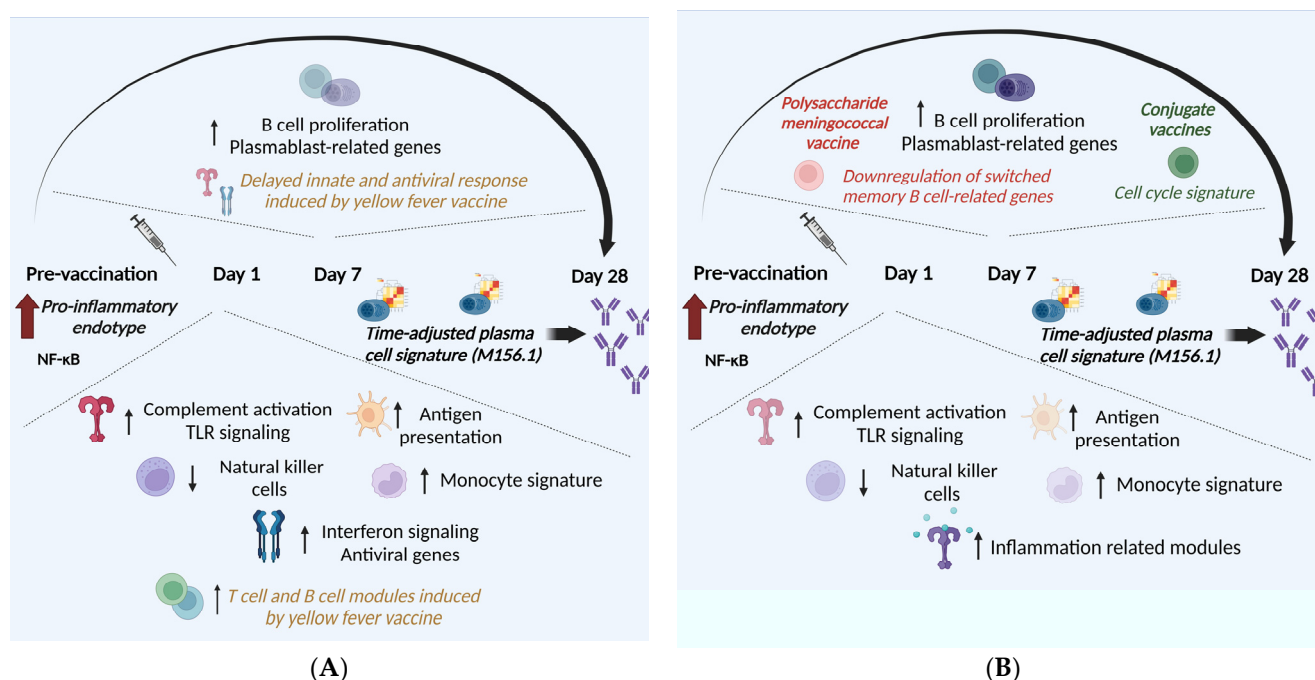 B cell proliferation
Plasmablast-related genes
Delayed innate and antiviral response
induced by yellow fever vaccine
Pre-vaccination
Day 1
Day 7
Day 28
Pro-inflammatory
endotype
NF-κB
Time-adjusted plasma
cell signature (M156.1)
Complement activation
TLR signaling
Antigen
presentation
Natural killer
cells
Monocyte signature
Interferon signaling
Antiviral genes
T cell and B cell modules induced
by yellow fever vaccine
(A)
Polysaccharide
meningococcal
vaccine
B cell proliferation
Plasmablast-related genes
Conjugate
vaccines
Downregulation of switched
memory B cell-related genes
Cell cycle signature
Pre-vaccination
Day 1
Day 7
Day 28
Pro-inflammatory
endotype
NF-κB
Time-adjusted plasma
cell signature (M156.1)
Complement activation
TLR signaling
Antigen
presentation
Natural killer
cells
Monocyte signature
Inflammation related modules
(B)